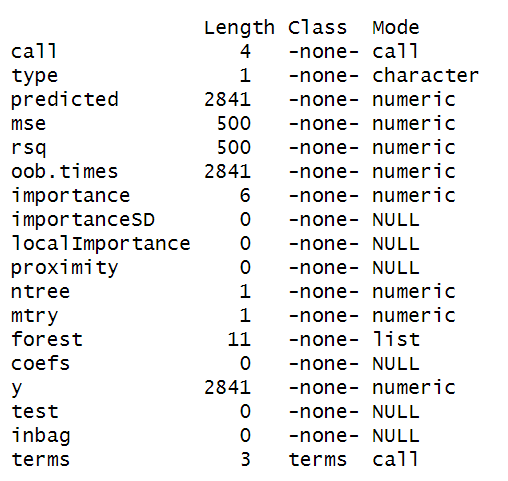 Length Class  Mode
call               4   -none- call
type               1   -none- character
predicted       2841   -none- numeric
mse              500   -none- numeric
rsq              500   -none- numeric
oob.times       2841   -none- numeric
importance         6   -none- numeric
importanceSD       0   -none- NULL
localImportance    0   -none- NULL
proximity          0   -none- NULL
ntree              1   -none- numeric
mtry               1   -none- numeric
forest            11   -none- list
coefs              0   -none- NULL
y               2841   -none- numeric
test               0   -none- NULL
inbag              0   -none- NULL
terms              3   terms  call